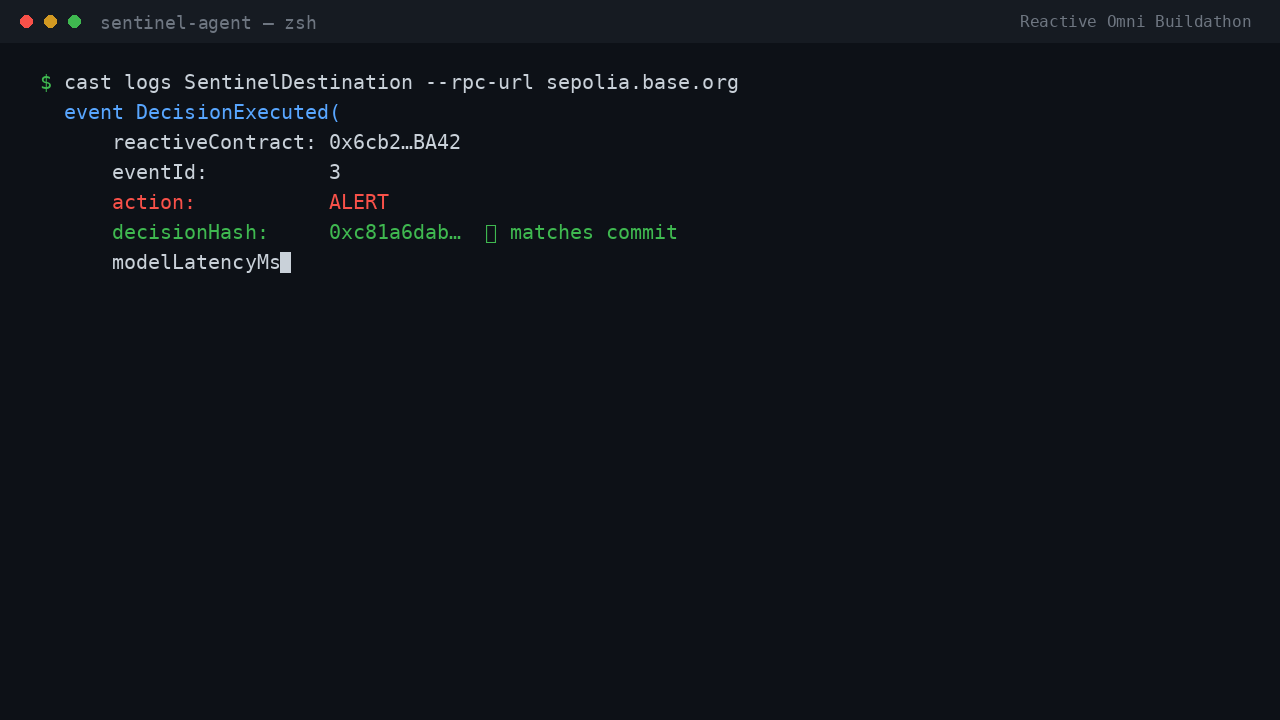 sentinel-agent — zsh
Reactive Omni Buildathon
$ cast logs SentinelDestination --rpc-url sepolia.base.org
event DecisionExecuted(
reactiveContract: 0x6cb2…BA42
eventId: 3
action: ALERT
decisionHash: 0xc81a6dab… ▯ matches commit
modelLatencyMs